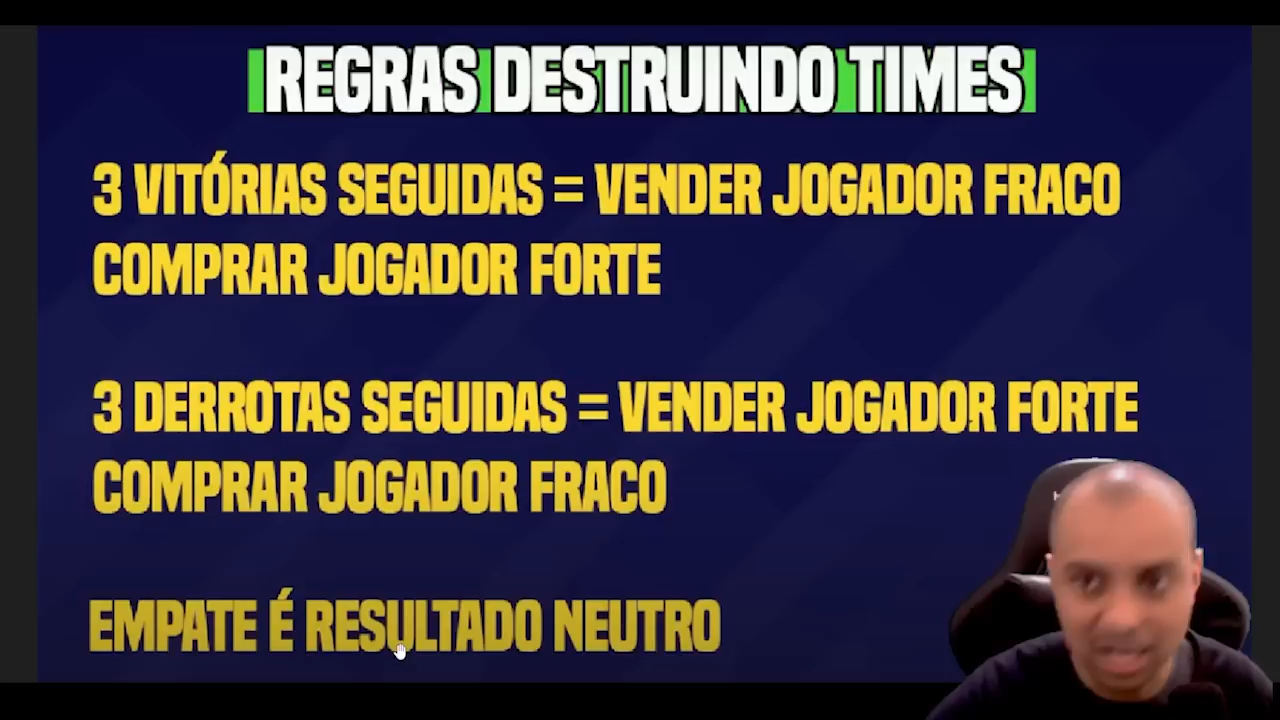 REGRAS DESTRUINDO TIMES
3 VITÓRIAS SEGUIDAS = VENDER JOGADOR FRACO
COMPRAR JOGADOR FORTE
3 DERROTAS SEGUIDAS = VENDER JOGADOR FORTE
COMPRAR JOGADOR FRACO
EMPATE É RESULTADO NEUTRO